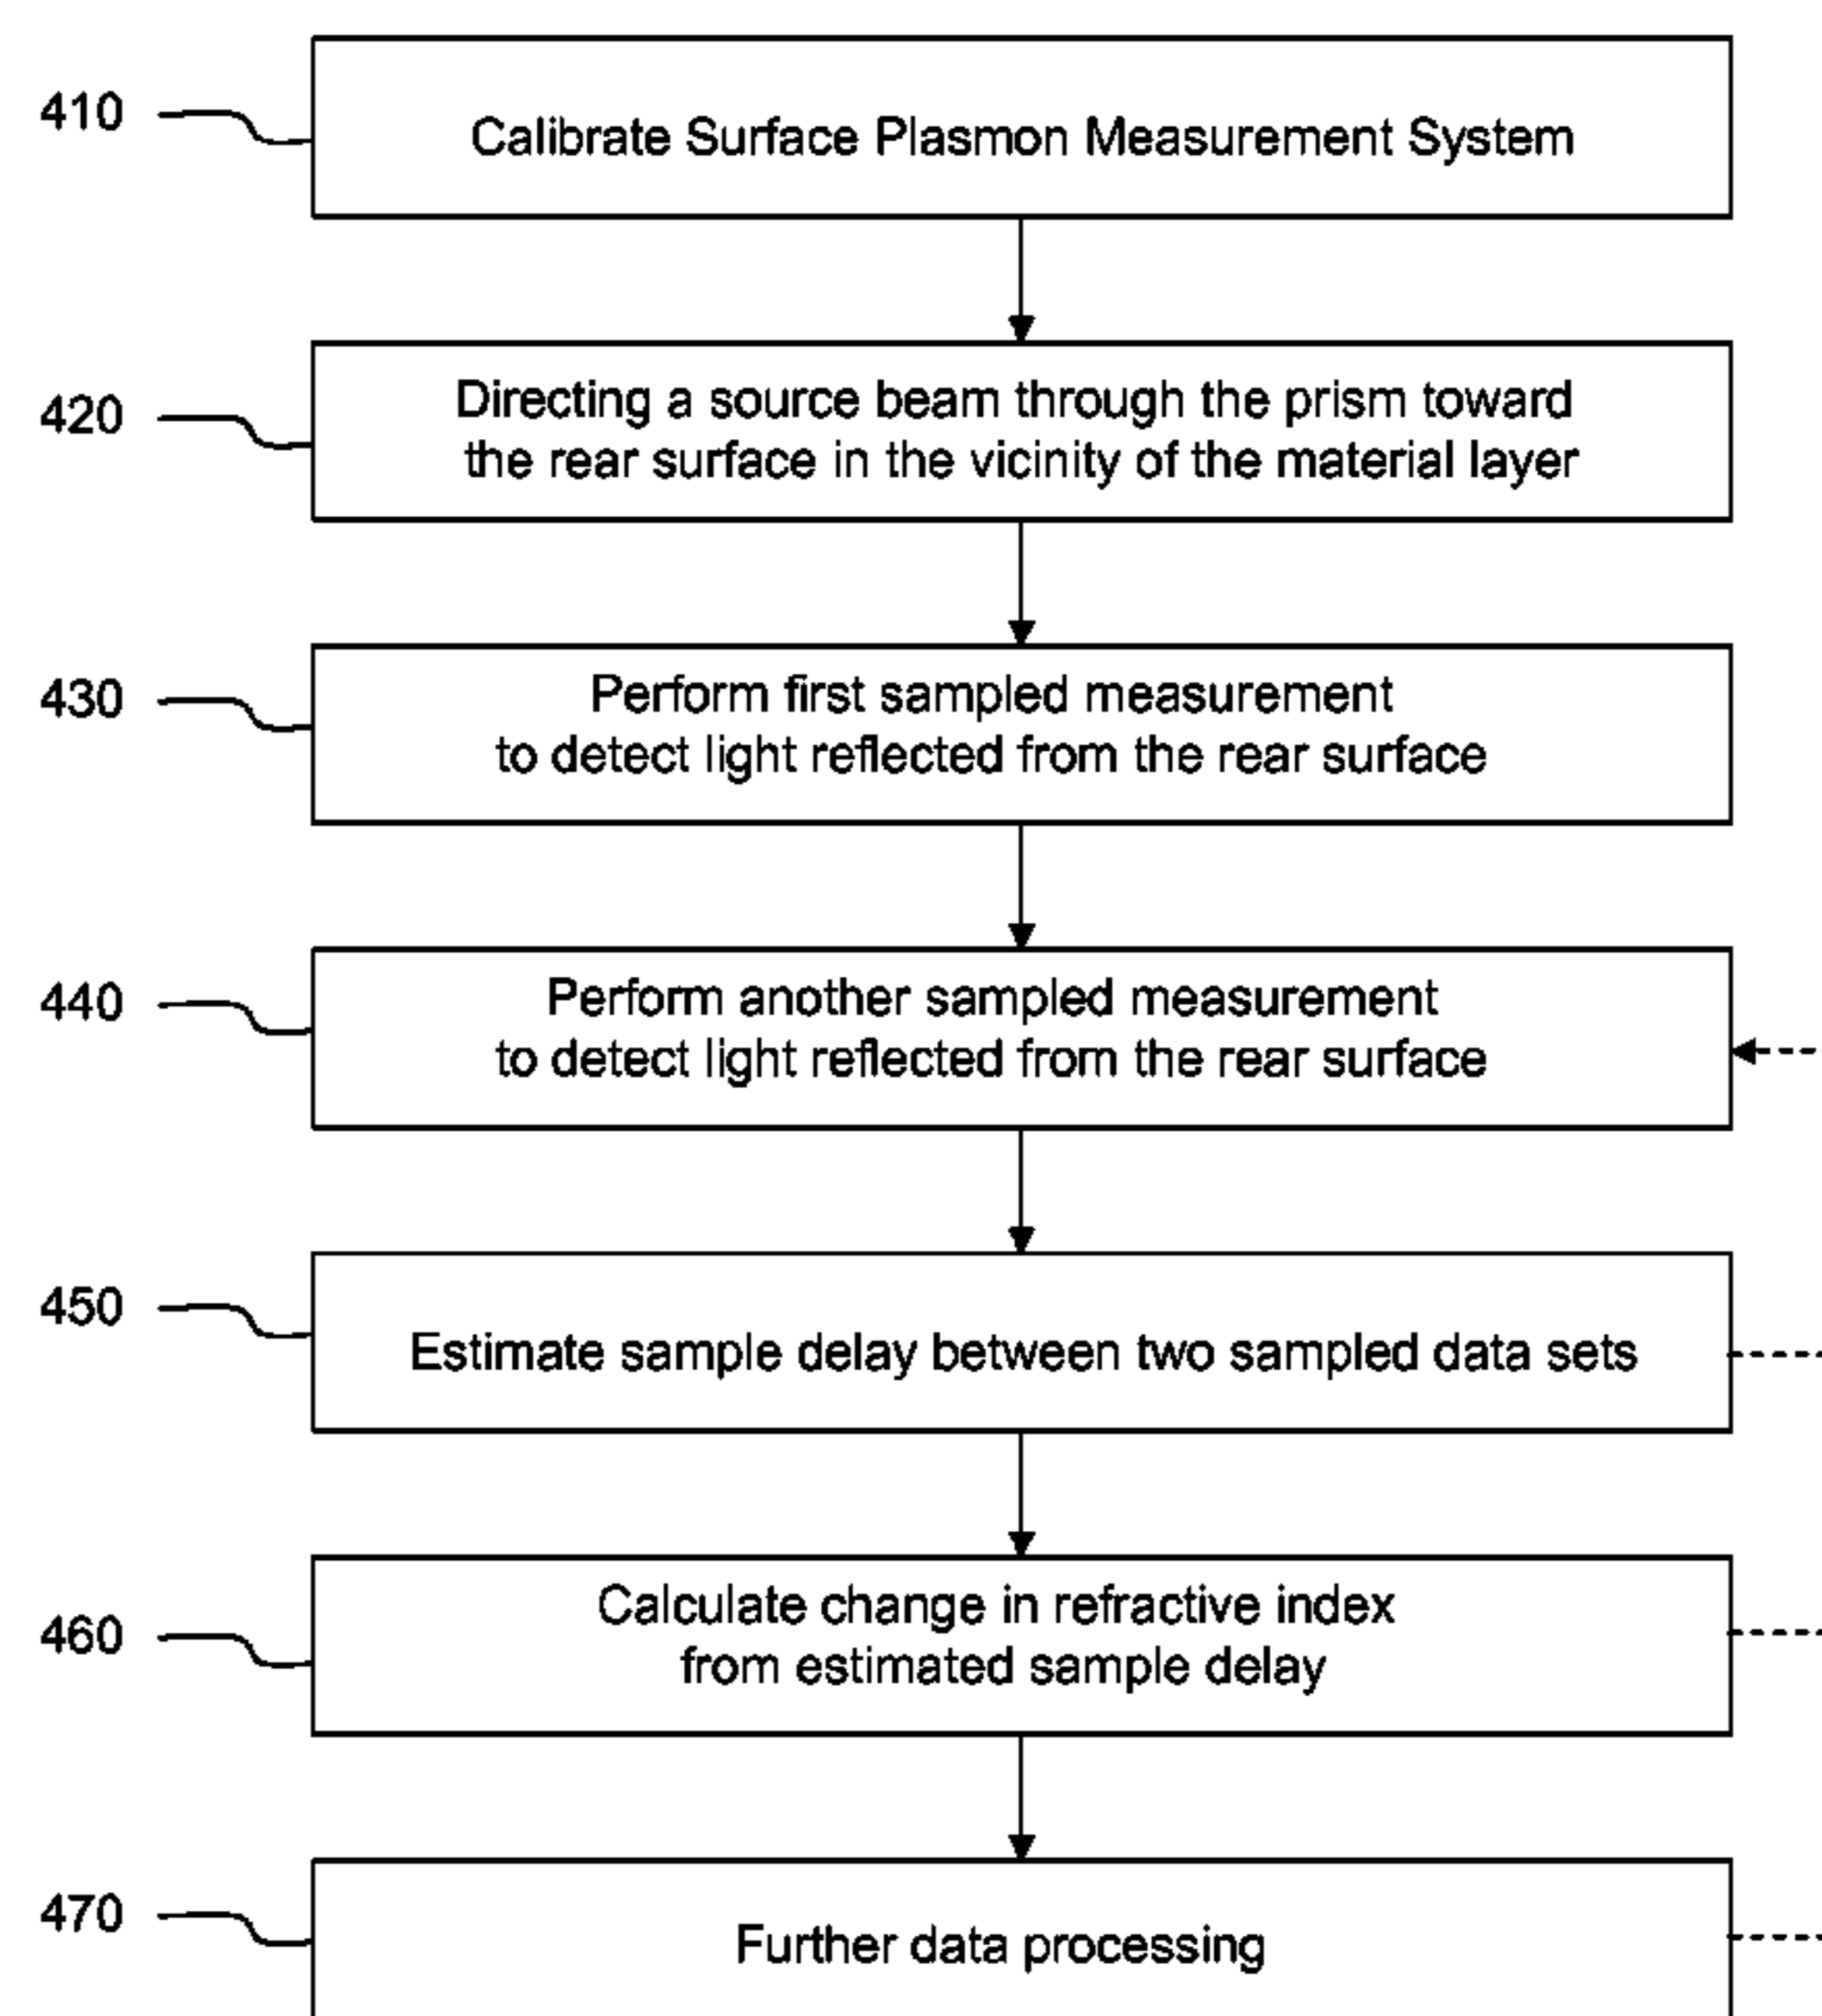 410
Calibrate Surface Plasmon Measurement System
420
Directing a source beam through the prism toward
the rear surface in the vicinity of the material layer
430
Perform first sampled measurement
to detect light reflected from the rear surface
440
Perform another sampled measurement
to detect light reflected from the rear surface
450
Estimate sample delay between two sampled data sets
460
Calculate change in refractive index
from estimated sample delay
470
Further data processing